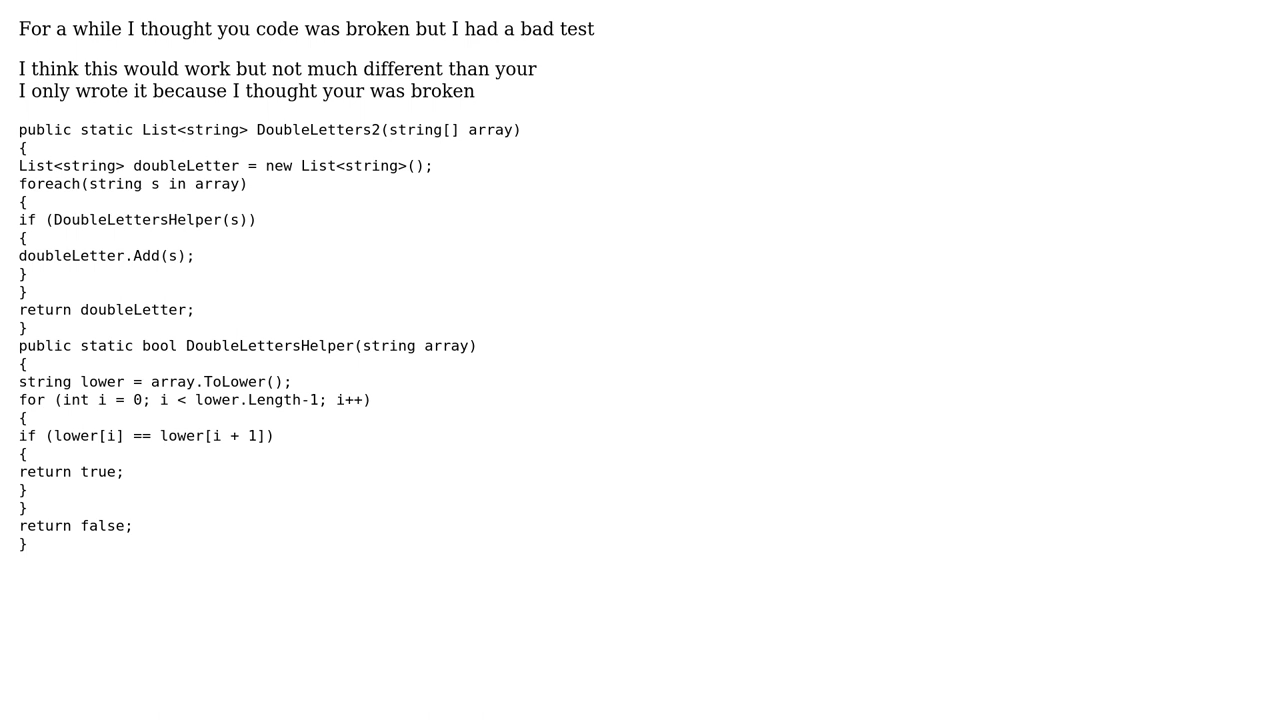 For a while I thought you code was broken but I had a bad test
I think this would work but not much different than your
I only wrote it because I thought your was broken
public static List<string> DoubleLetters2(string[] array)
{
List<string> doubleLetter = new List<string>();
foreach(string s in array)
{
if (DoubleLettersHelper(s))
{
doubleLetter.Add(s);
}
}
return doubleLetter;
}
public static bool DoubleLettersHelper(string array)
{
string lower = array.ToLower();
for (int i = 0; i < lower.Length-1; i++)
{
if (lower[i] == lower[i + 1])
{
return true;
}
}
return false;
}